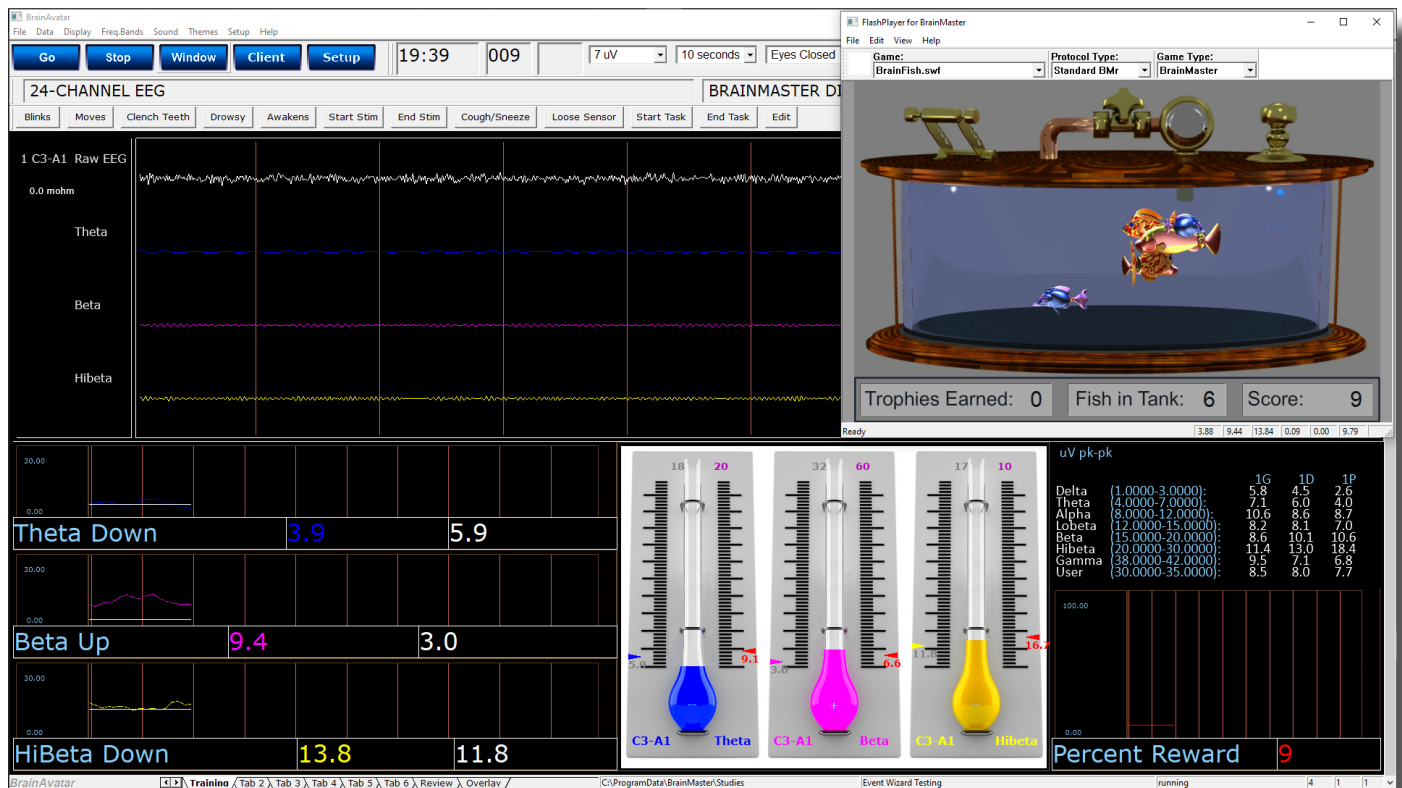 BrainAvatar
File Data Display Freq.Bands Sound Themes Setup Help
Go Stop Window Client Setup 19:39 009 7 uV 10 seconds Eyes Closed
24-CHANNEL EEG BRAINMASTER DI
Blinks Moves Clench Teeth Drowsy Awakens Start Stim End Stim Cough/Sneeze Loose Sensor Start Task End Task Edit
1 C3-A1 Raw EEG
0.0 mohm
Theta
Beta
Hibeta
FlashPlayer for BrainMaster
File Edit View Help
Game: Protocol Type: Game Type:
BrainFish.swf Standard BMr BrainMaster
Trophies Earned: 0 Fish in Tank: 6 Score: 9
Ready 3.88 9.44 13.84 0.09 0.00 9.79
30.00
0.00
Theta Down 3.9 5.9
30.00
0.00
Beta Up 9.4 3.0
30.00
0.00
HiBeta Down 13.8 11.8
18 20 32 60 17 10
5.9 9.1 3.0 6.6 11.8 16.7
C3-A1 Theta C3-A1 Beta C3-A1 Hibeta
uV pk-pk
1G 1D 1P
Delta (1.0000-3.0000): 5.8 4.5 2.6
Theta (4.0000-7.0000): 7.1 6.0 4.0
Alpha (8.0000-12.0000): 10.6 8.6 8.7
Lobeta (12.0000-15.0000): 8.2 8.1 7.0
Beta (15.0000-20.0000): 8.6 10.1 10.6
Hibeta (20.0000-30.0000): 11.4 13.0 18.4
Gamma (38.0000-42.0000): 9.5 7.1 6.8
User (30.0000-35.0000): 8.5 8.0 7.7
100.00
0.00
Percent Reward 9
BrainAvatar Training Tab 2 Tab 3 Tab 4 Tab 5 Tab 6 Review Overlay C:\ProgramData\BrainMaster\Studies Event Wizard Testing running 4 1 1